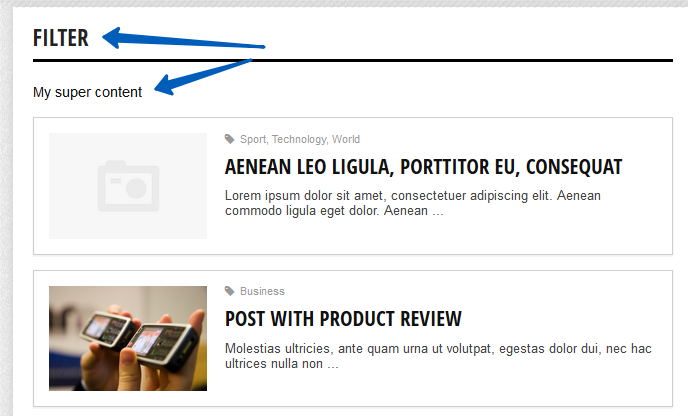 FILTER
My super content
Sport, Technology, World
AENEAN LEO LIGULA, PORTTITOR EU, CONSEQUAT
Lorem ipsum dolor sit amet, consectetuer adipiscing elit. Aenean
commodo ligula eget dolor. Aenean ...
Business
POST WITH PRODUCT REVIEW
Molestias ultricies, ante quam urna ut volutpat, egestas dolor dui, nec hac
ultrices nulla non ...